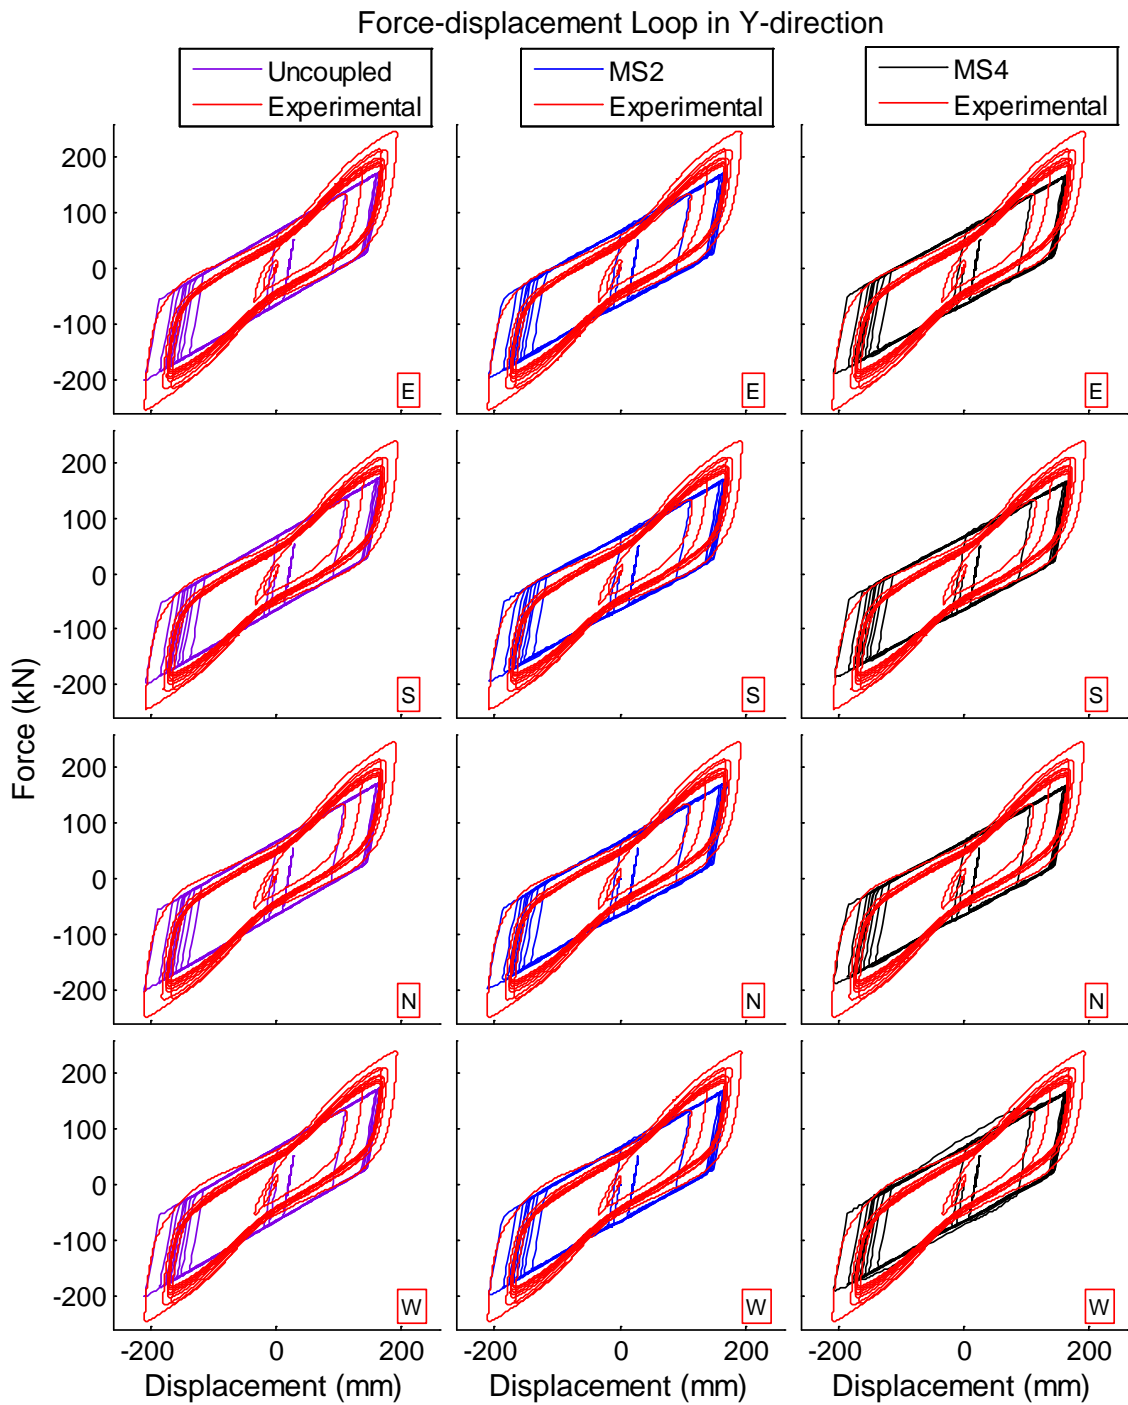 Force-displacement Loop in Y-direction
Uncoupled
Experimental
MS2
Experimental
MS4
Experimental
200
100
0
-100
-200
E
E
E
200
100
0
-100
-200
S
S
S
Force (kN)
200
100
0
-100
-200
N
N
N
200
100
0
-100
-200
W
W
W
-200 0 200
-200 0 200
-200 0 200
Displacement (mm)
Displacement (mm)
Displacement (mm)